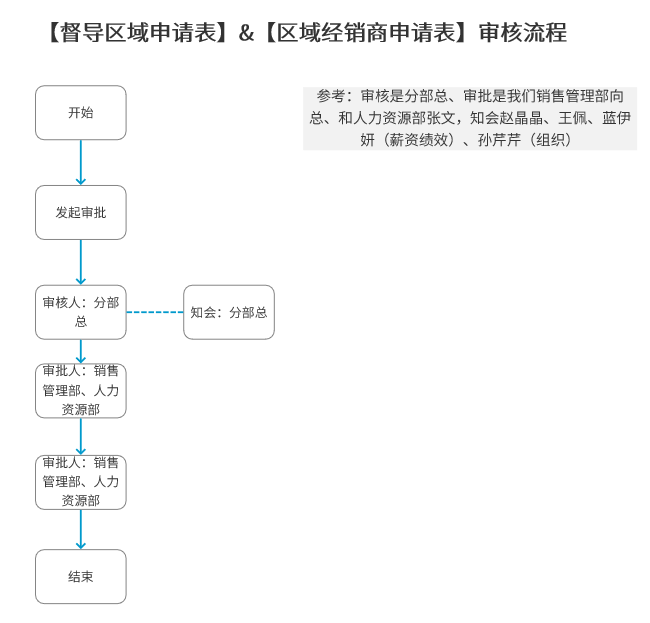 【督导区域申请表】&【区域经销商申请表】审核流程
开始
参考：审核是分部总、审批是我们销售管理部向
总、和人力资源部张文，知会赵晶晶、王佩、蓝伊
妍（薪资绩效）、孙芹芹（组织）
发起审批
审核人：分部
总
知会：分部总
审批人：销售
管理部、人力
资源部
审批人：销售
管理部、人力
资源部
结束